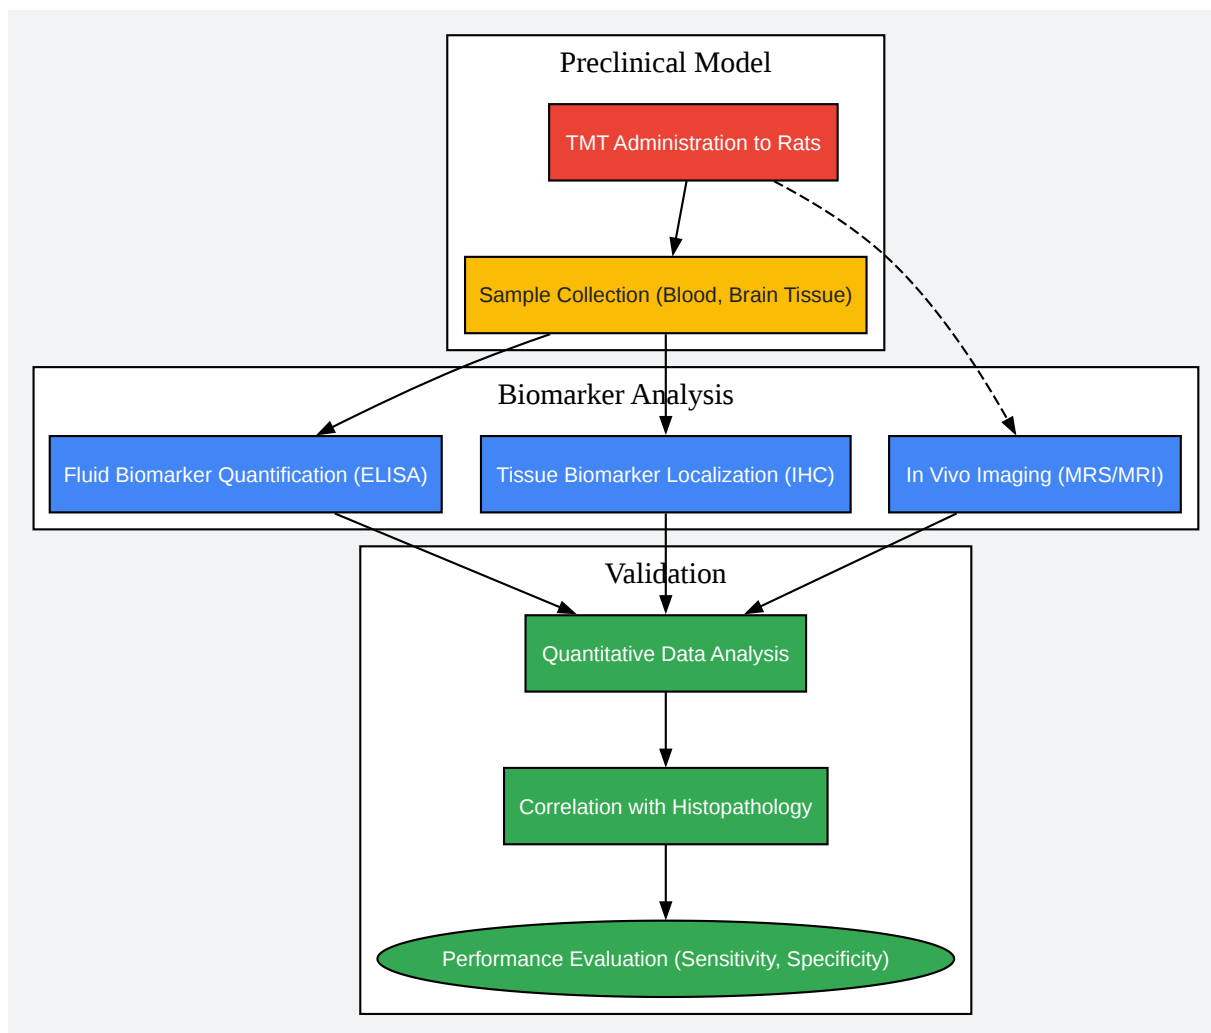 Preclinical Model
TMT Administration to Rats
Sample Collection (Blood, Brain Tissue)
Biomarker Analysis
Fluid Biomarker Quantification (ELISA)
Tissue Biomarker Localization (IHC)
In Vivo Imaging (MRS/MRI)
Validation
Quantitative Data Analysis
Correlation with Histopathology
Performance Evaluation (Sensitivity, Specificity)